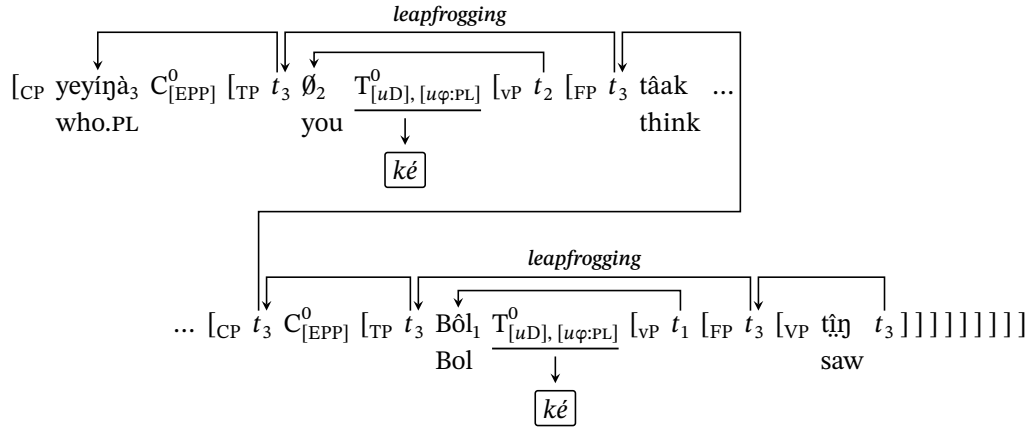 leapfrogging
[CP yeyíŋà₃ C⁰[EPP] [TP t₃ Ø₂ T⁰[uD], [uφ:PL] [vP t₂ [FP t₃ tâak ...
who.PL you think
ké
leapfrogging
... [CP t₃ C⁰[EPP] [TP t₃ Bôl₁ T⁰[uD], [uφ:PL] [vP t₁ [FP t₃ [VP tî̤ŋ t₃ ] ] ] ] ] ] ] ] ]
Bol saw
ké